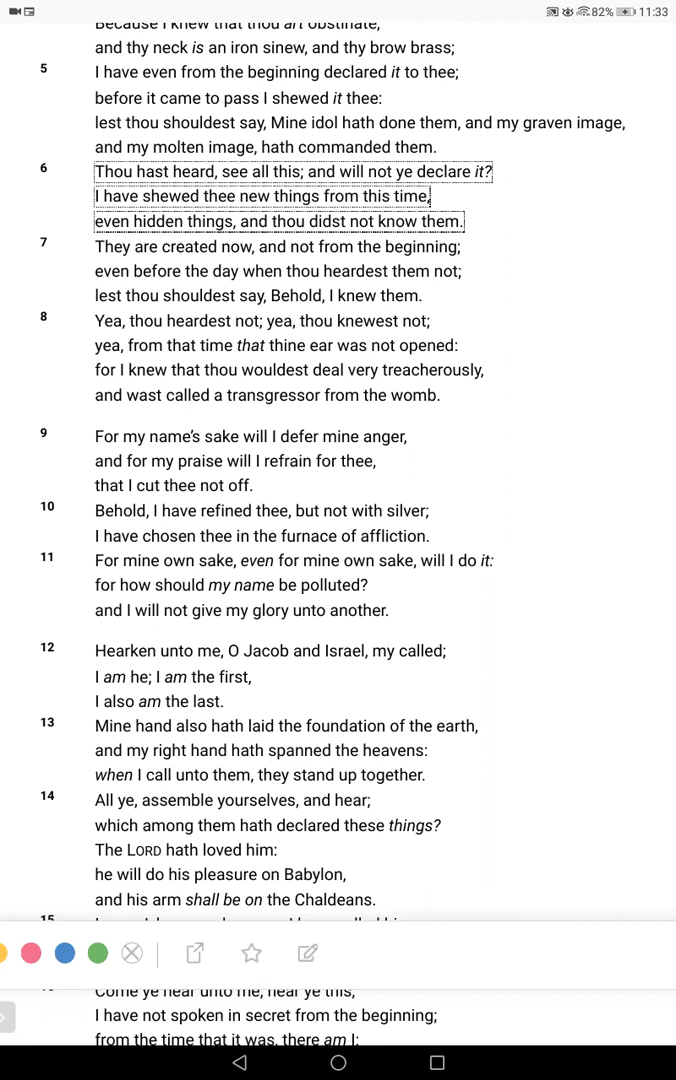 82% 11:33
Because I knew that thou art obstinate,
and thy neck is an iron sinew, and thy brow brass;
5 I have even from the beginning declared it to thee;
before it came to pass I shewed it thee:
lest thou shouldest say, Mine idol hath done them, and my graven image,
and my molten image, hath commanded them.
6 Thou hast heard, see all this; and will not ye declare it?
I have shewed thee new things from this time,
even hidden things, and thou didst not know them.
7 They are created now, and not from the beginning;
even before the day when thou heardest them not;
lest thou shouldest say, Behold, I knew them.
8 Yea, thou heardest not; yea, thou knewest not;
yea, from that time that thine ear was not opened:
for I knew that thou wouldest deal very treacherously,
and wast called a transgressor from the womb.
9 For my name's sake will I defer mine anger,
and for my praise will I refrain for thee,
that I cut thee not off.
10 Behold, I have refined thee, but not with silver;
I have chosen thee in the furnace of affliction.
11 For mine own sake, even for mine own sake, will I do it:
for how should my name be polluted?
and I will not give my glory unto another.
12 Hearken unto me, O Jacob and Israel, my called;
I am he; I am the first,
I also am the last.
13 Mine hand also hath laid the foundation of the earth,
and my right hand hath spanned the heavens:
when I call unto them, they stand up together.
14 All ye, assemble yourselves, and hear;
which among them hath declared these things?
The LORD hath loved him:
he will do his pleasure on Babylon,
and his arm shall be on the Chaldeans.
15
Come ye near unto me, hear ye this;
I have not spoken in secret from the beginning;
from the time that it was, there am I: